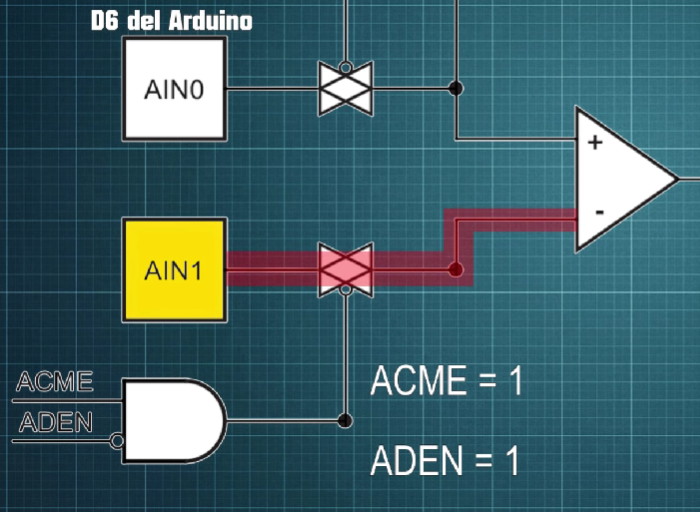 D6 del Arduino
AIN0
+
-
AIN1
ACME
ADEN
ACME = 1
ADEN = 1